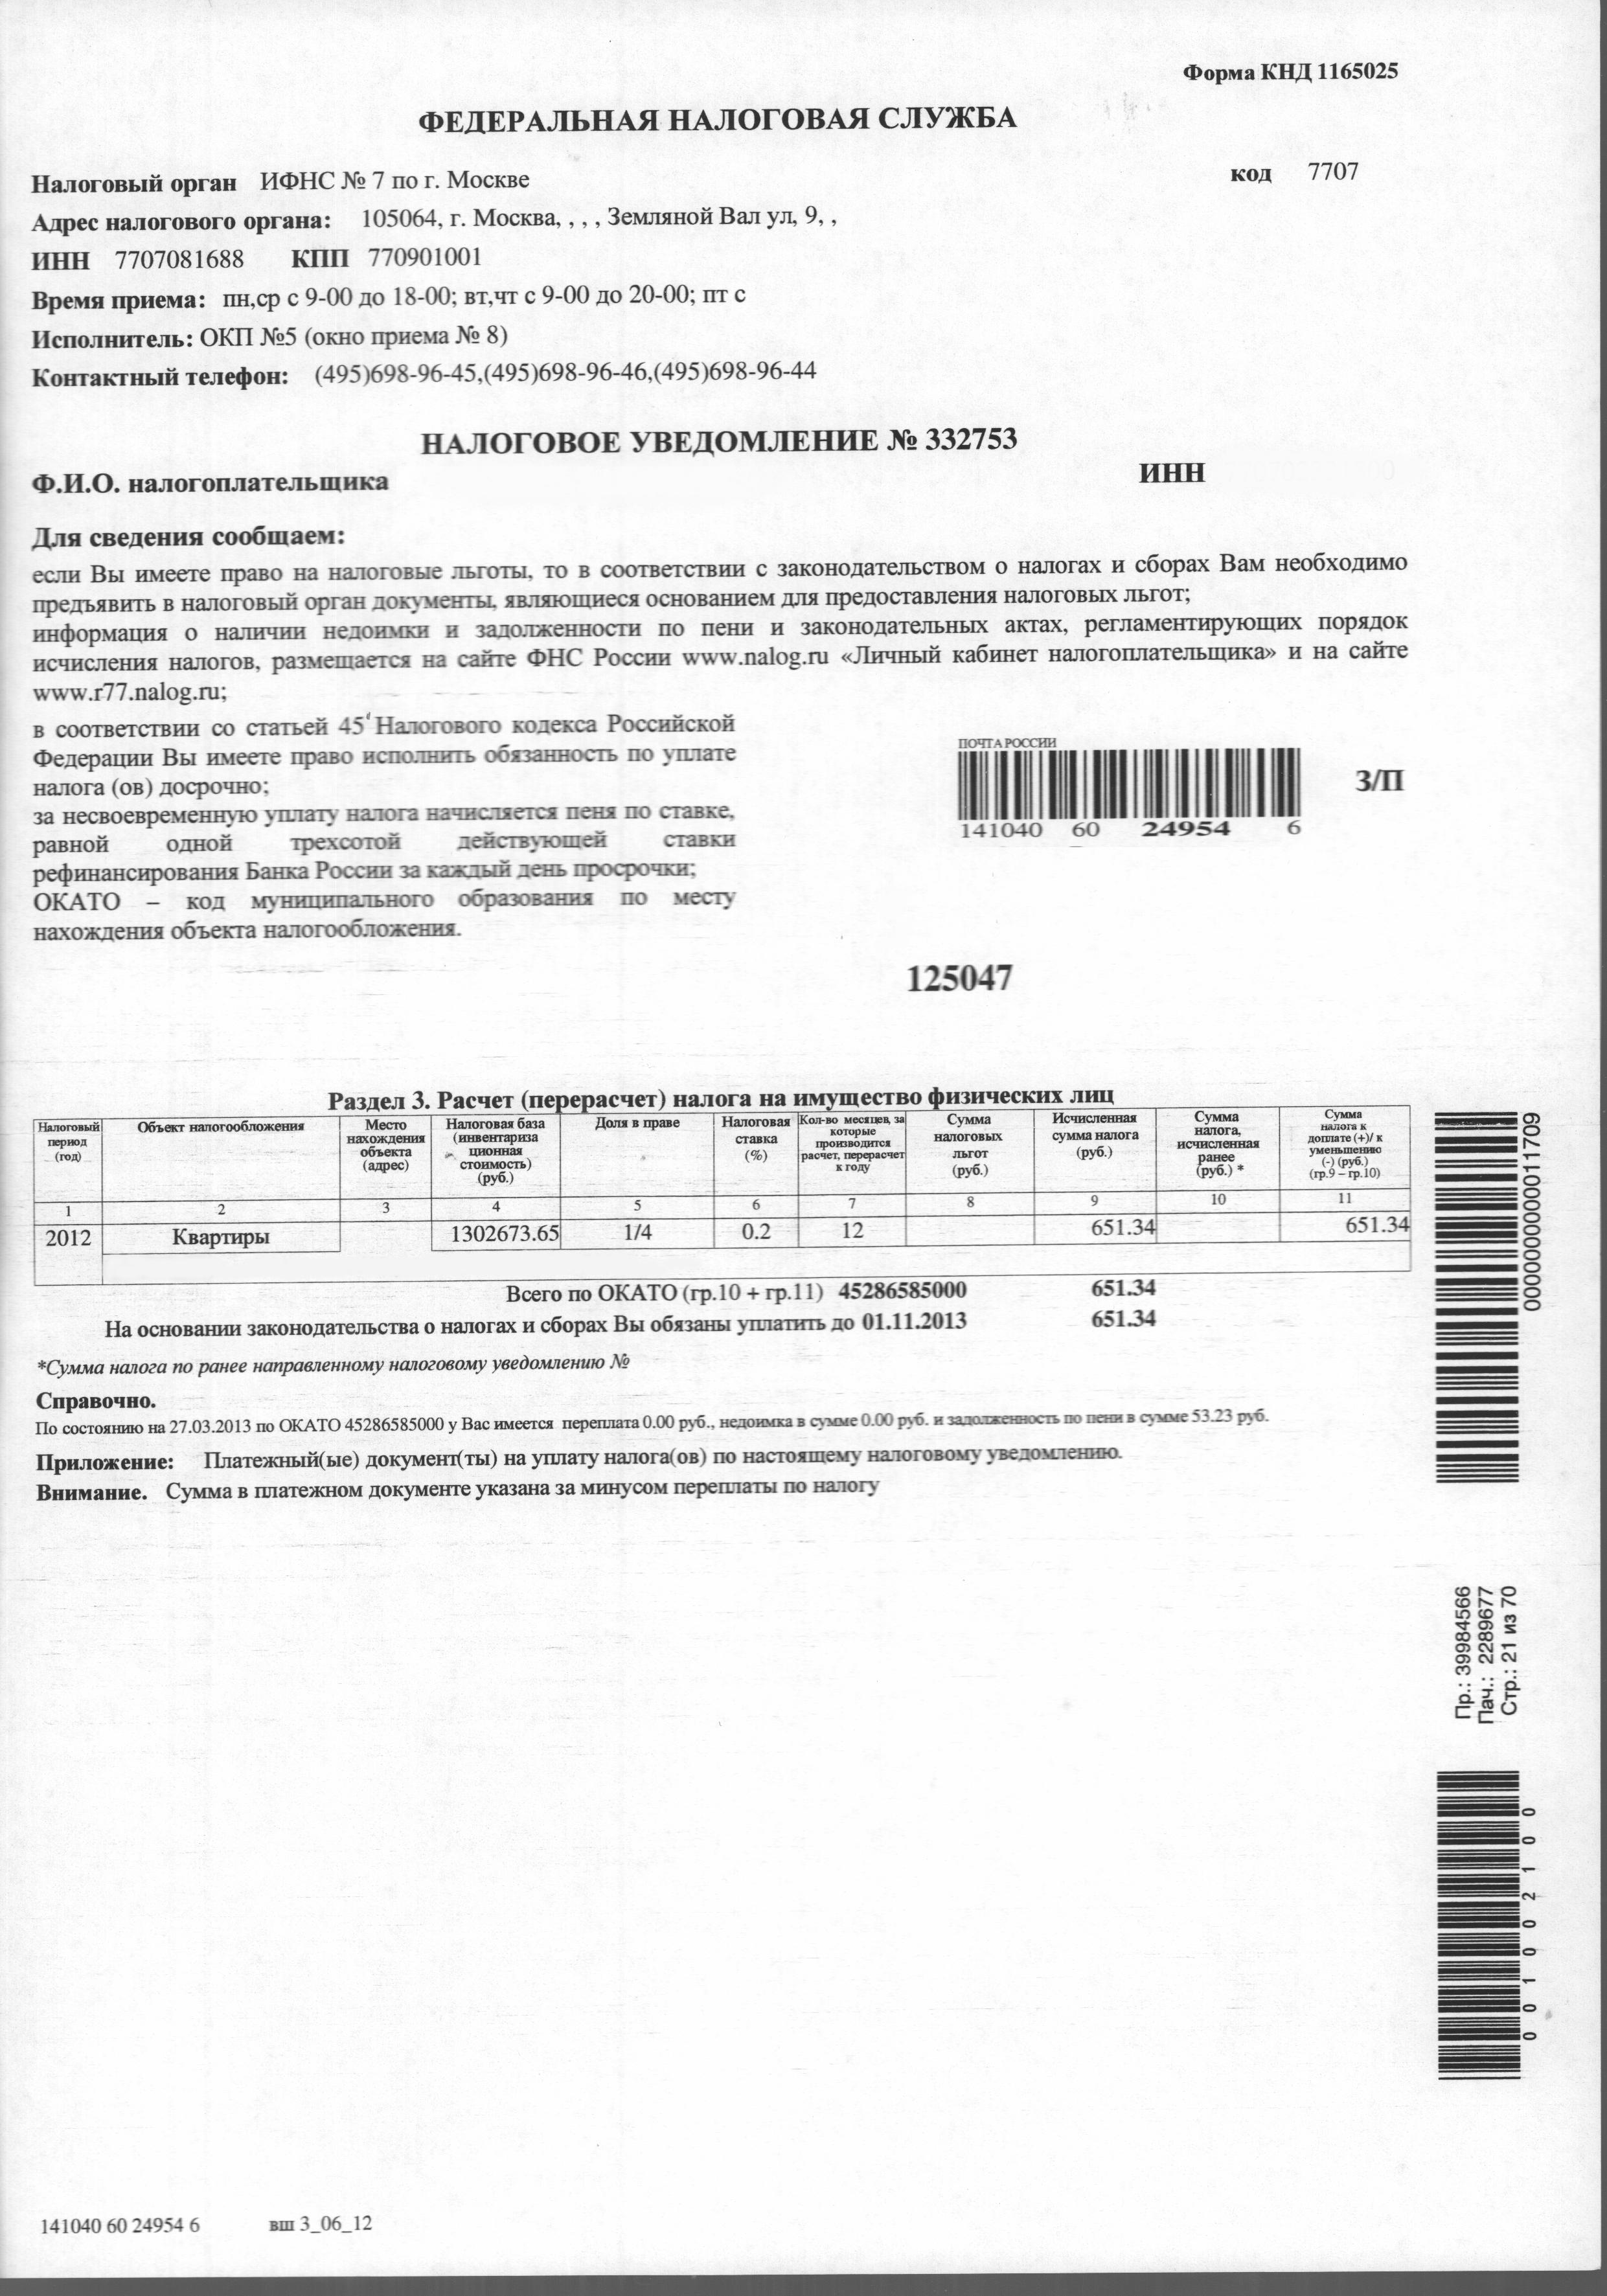 Форма КНД 1165025
ФЕДЕРАЛЬНАЯ НАЛОГОВАЯ СЛУЖБА
Налоговый орган ИФНС № 7 по г. Москве код 7707
Адрес налогового органа: 105064, г. Москва, , , , Земляной Вал ул, 9, ,
ИНН 7707081688 КПП 770901001
Время приема: пн,ср с 9-00 до 18-00; вт,чт с 9-00 до 20-00; пт с
Исполнитель: ОКП №5 (окно приема № 8)
Контактный телефон: (495)698-96-45,(495)698-96-46,(495)698-96-44
НАЛОГОВОЕ УВЕДОМЛЕНИЕ № 332753
Ф.И.О. налогоплательщика ИНН
Для сведения сообщаем:
если Вы имеете право на налоговые льготы, то в соответствии с законодательством о налогах и сборах Вам необходимо
предъявить в налоговый орган документы, являющиеся основанием для предоставления налоговых льгот;
информация о наличии недоимки и задолженности по пени и законодательных актах, регламентирующих порядок
исчисления налогов, размещается на сайте ФНС России www.nalog.ru «Личный кабинет налогоплательщика» и на сайте
www.r77.nalog.ru;
в соответствии со статьей 45 Налогового кодекса Российской
Федерации Вы имеете право исполнить обязанность по уплате
налога (ов) досрочно;
за несвоевременную уплату налога начисляется пеня по ставке,
равной одной трехсотой действующей ставки
рефинансирования Банка России за каждый день просрочки;
ОКАТО – код муниципального образования по месту
нахождения объекта налогообложения.
ПОЧТА РОССИИ
141040 60 24954 6
З/П
125047
Раздел 3. Расчет (перерасчет) налога на имущество физических лиц
Налоговый
период
(год)
Объект налогообложения
Место
нахождения
объекта
(адрес)
Налоговая база
(инвентариза
ционная
стоимость)
(руб.)
Доля в праве
Налоговая
ставка
(%)
Кол-во месяцев, за
которые
производится
расчет, перерасчет
к году
Сумма
налоговых
льгот
(руб.)
Исчисленная
сумма налога
(руб.)
Сумма
налога,
исчисленная
ранее
(руб.) *
Сумма
налога к
доплате (+)/ к
уменьшению
(-) (руб.)
(гр.9 – гр.10)
1 2 3 4 5 6 7 8 9 10 11
2012 Квартиры 1302673.65 1/4 0.2 12 651.34 651.34
Всего по ОКАТО (гр.10 + гр.11) 45286585000 651.34
На основании законодательства о налогах и сборах Вы обязаны уплатить до 01.11.2013 651.34
*Сумма налога по ранее направленному налоговому уведомлению №
Справочно.
По состоянию на 27.03.2013 по ОКАТО 45286585000 у Вас имеется переплата 0.00 руб., недоимка в сумме 0.00 руб. и задолженность по пени в сумме 53.23 руб.
Приложение: Платежный(ые) документ(ты) на уплату налога(ов) по настоящему налоговому уведомлению.
Внимание. Сумма в платежном документе указана за минусом переплаты по налогу
Пр.: 39984566
Пач.: 2289677
Стр.: 21 из 70
0 0 1 0 0 2 1 0 0
141040 60 24954 6 вш 3_06_12